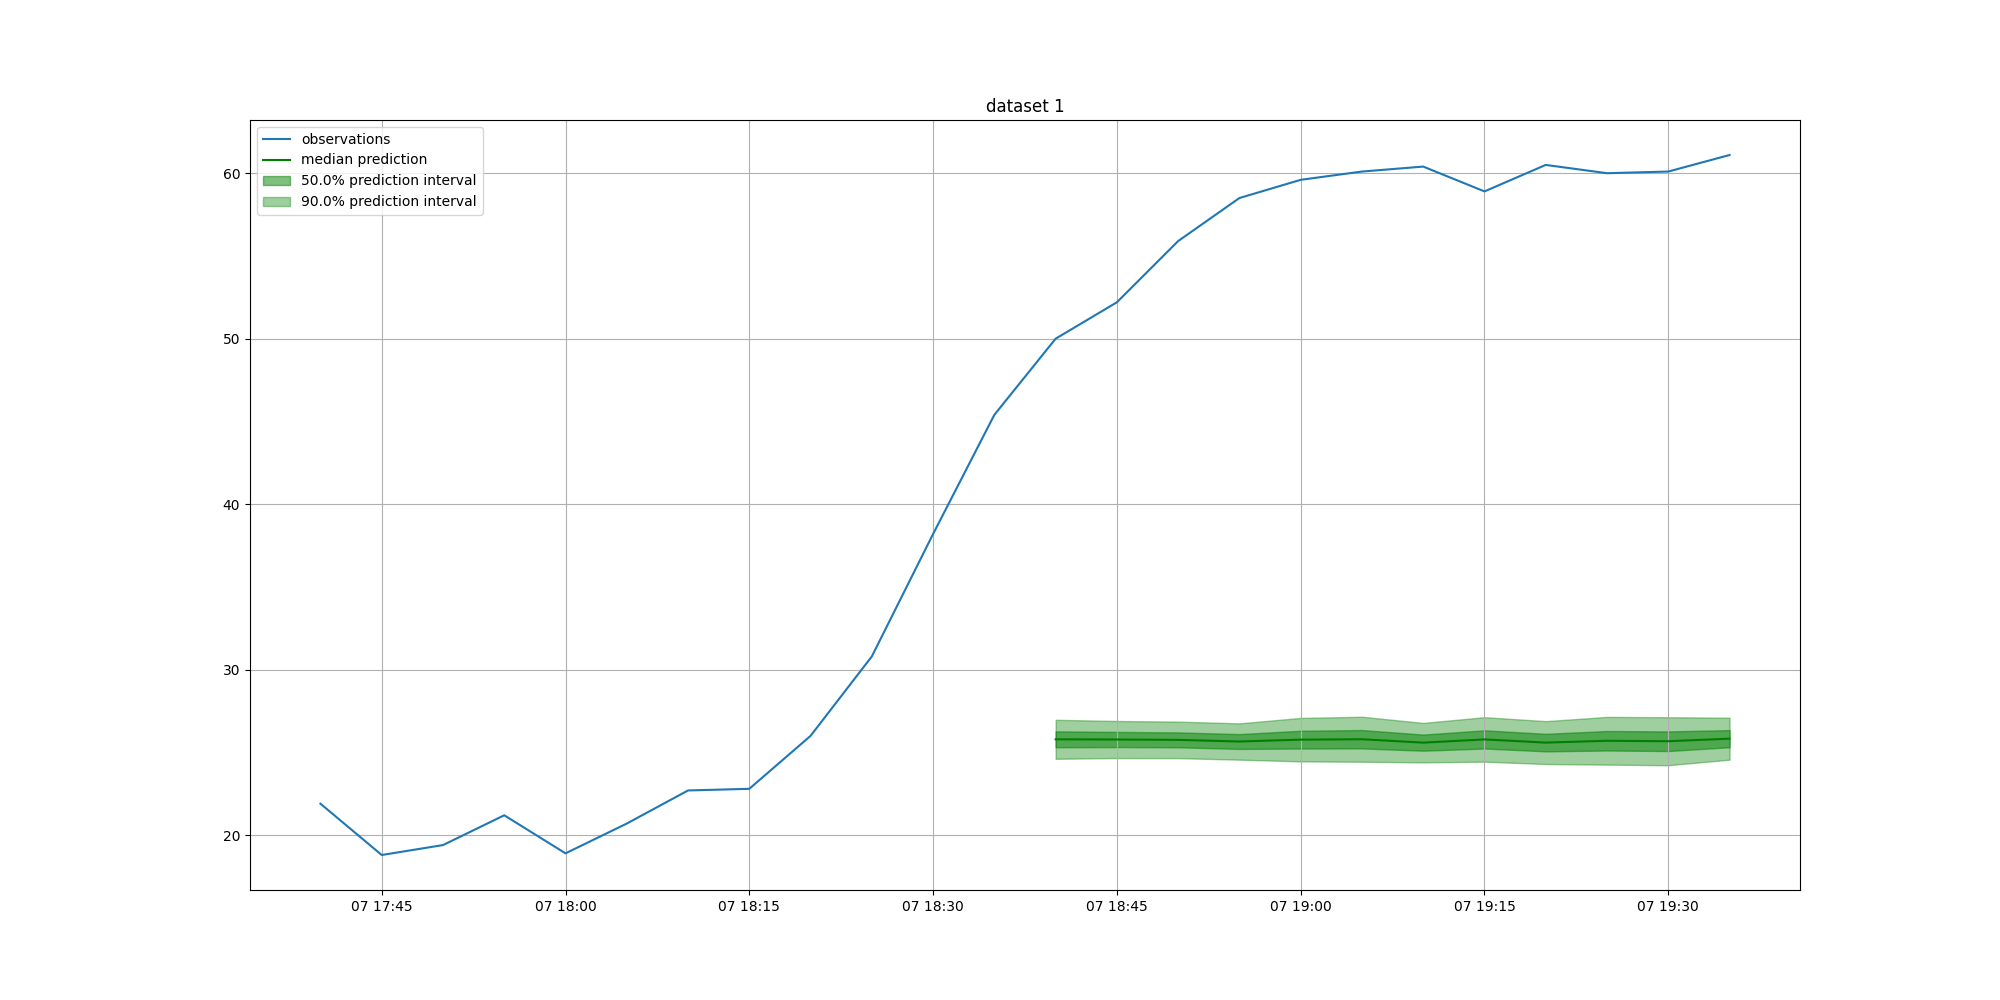 dataset 1
observations
median prediction
50.0% prediction interval
90.0% prediction interval
60
50
40
30
20
07 17:45
07 18:00
07 18:15
07 18:30
07 18:45
07 19:00
07 19:15
07 19:30